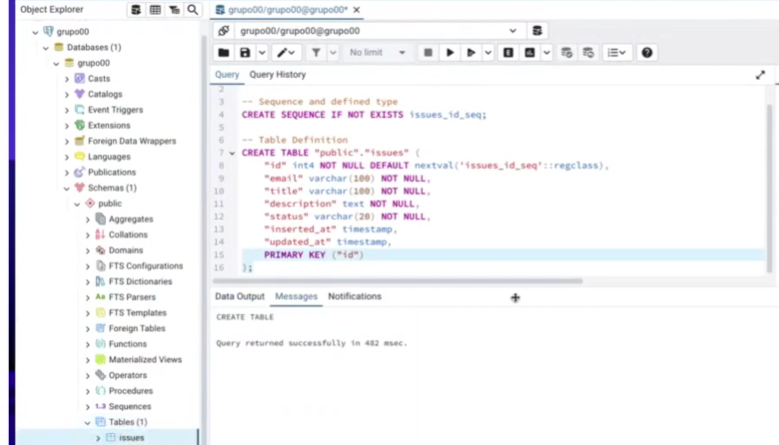 Object Explorer
grupo00
Databases (1)
grupo00
Casts
Catalogs
Event Triggers
Extensions
Foreign Data Wrappers
Languages
Publications
Schemas (1)
public
Aggregates
Collations
Domains
FTS Configurations
FTS Dictionaries
FTS Parsers
FTS Templates
Foreign Tables
Functions
Materialized Views
Operators
Procedures
1..3 Sequences
Tables (1)
issues
grupo00/grupo00@grupo00*
grupo00/grupo00@grupo00
No limit
Query Query History
2
3 -- Sequence and defined type
4 CREATE SEQUENCE IF NOT EXISTS issues_id_seq;
5
6 -- Table Definition
7 CREATE TABLE "public"."issues" (
8 "id" int4 NOT NULL DEFAULT nextval('issues_id_seq'::regclass),
9 "email" varchar(100) NOT NULL,
10 "title" varchar(100) NOT NULL,
11 "description" text NOT NULL,
12 "status" varchar(20) NOT NULL,
13 "inserted_at" timestamp,
14 "updated_at" timestamp,
15 PRIMARY KEY ("id")
16 );
Data Output Messages Notifications
CREATE TABLE
Query returned successfully in 482 msec.